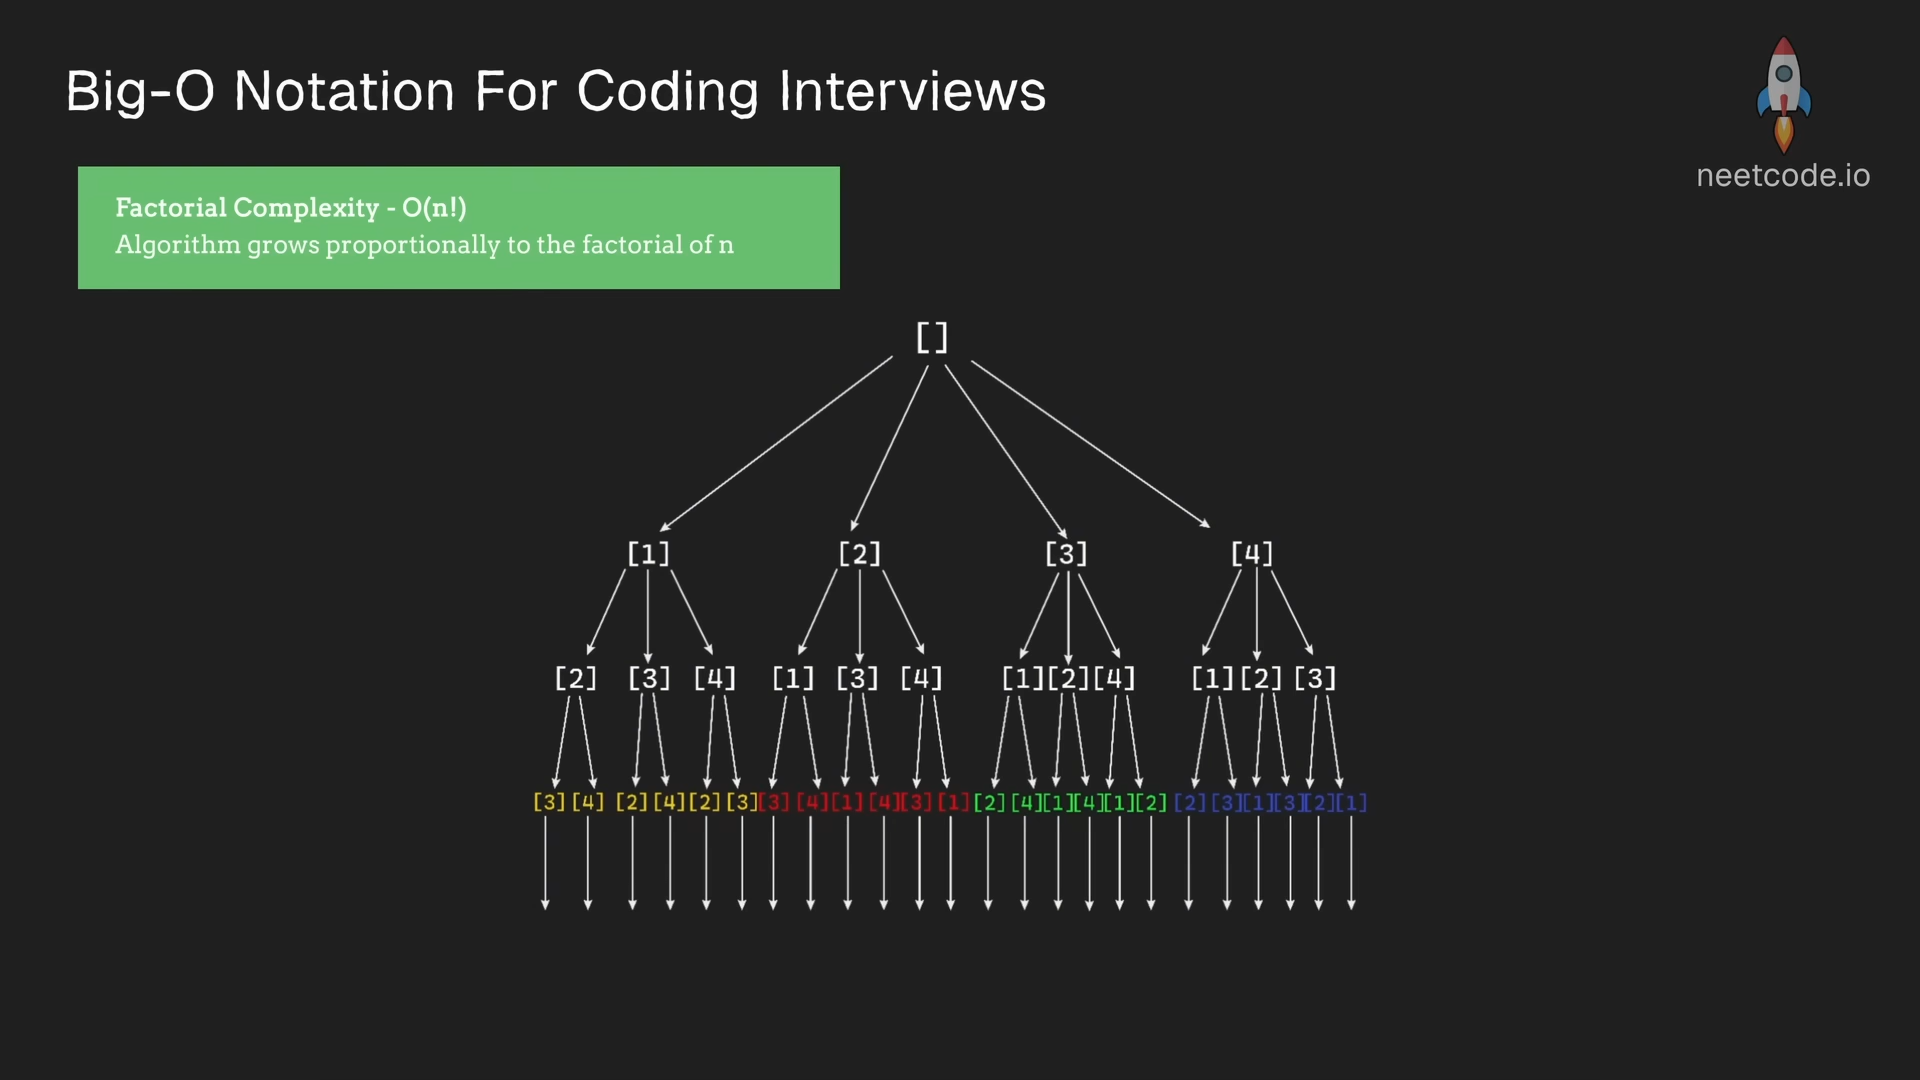 Big-O Notation For Coding Interviews
neetcode.io
Factorial Complexity - O(n!)
Algorithm grows proportionally to the factorial of n
[]
[1] [2] [3] [4]
[2] [3] [4] [1] [3] [4] [1][2][4] [1][2] [3]
[3] [4] [2][4][2][3][3] [4][1][4][3][1] [2][4][1][4][1][2] [2][3][1][3][2][1]